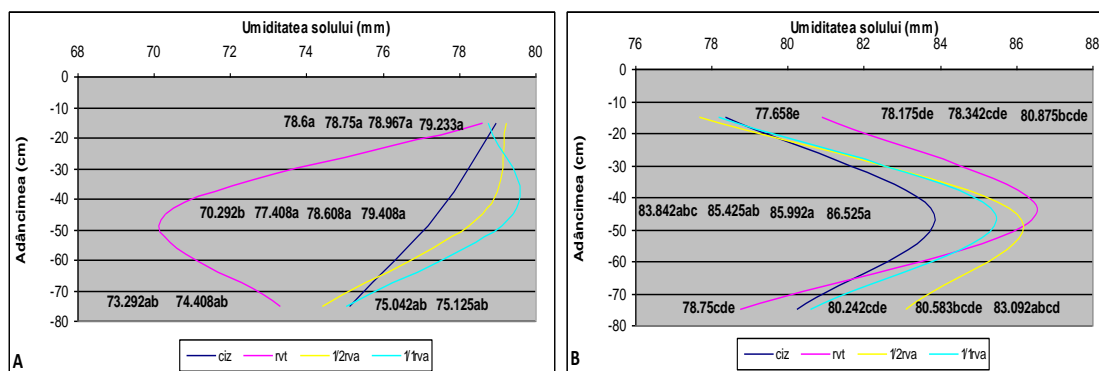 Umiditatea solului (mm)
68 70 72 74 76 78 80
Adâncimea (cm)
0
-10
-20
-30
-40
-50
-60
-70
-80
78.6a 78.75a 78.967a 79.233a
70.292b 77.408a 78.608a 79.408a
73.292ab 74.408ab 75.042ab 75.125ab
A
ciz rvt 1/2rva 1/1rva
Umiditatea solului (mm)
76 78 80 82 84 86 88
Adâncimea (cm)
0
-10
-20
-30
-40
-50
-60
-70
-80
77.658e 78.175de 78.342cde 80.875bcde
83.842abc 85.425ab 85.992a 86.525a
78.75cde 80.242cde 80.583bcde 83.092abcd
B
ciz rvt 1/2rva 1/1rva